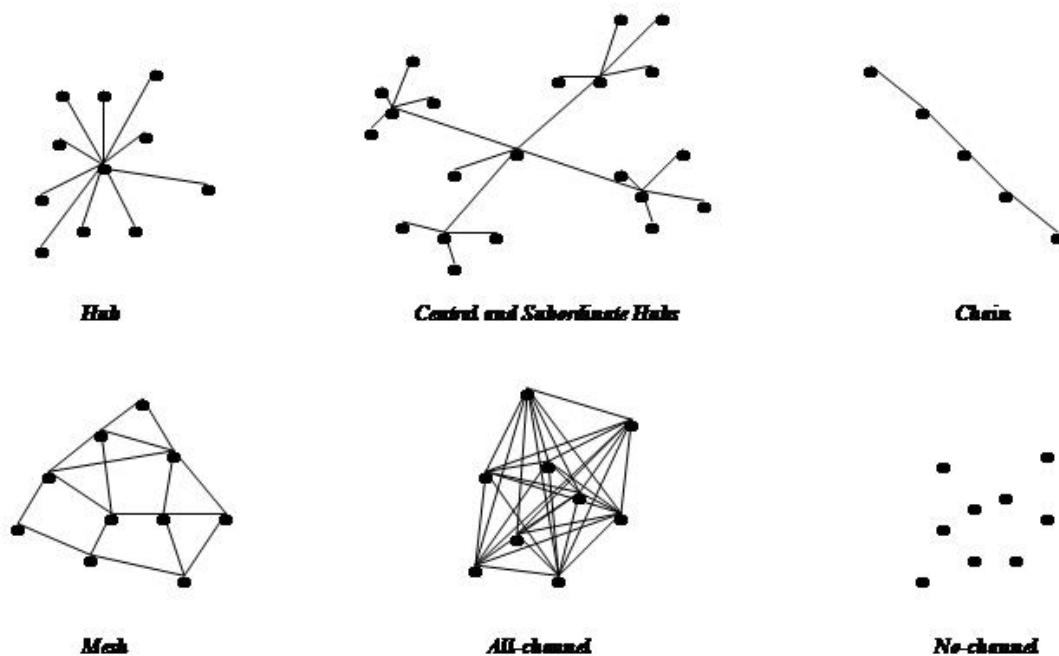 Hub
Central and Subordinate Hubs
Chain
Mesh
All-channel
No-channel